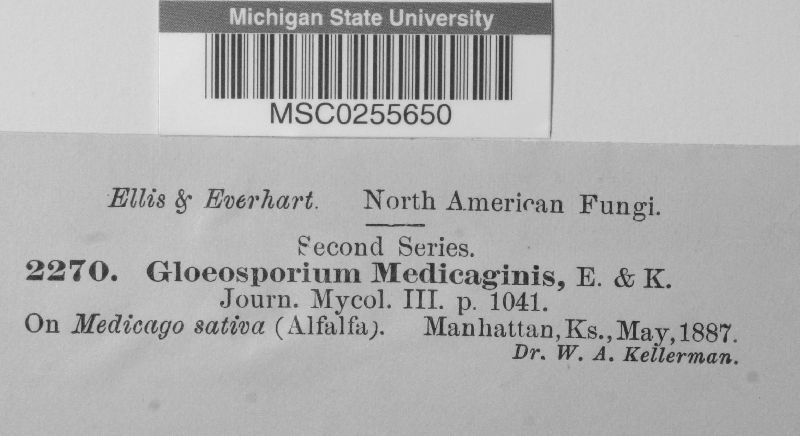 Michigan State University
MSC0255650
Ellis & Everhart. North American Fungi.
Second Series.
2270. Gloeosporium Medicaginis, E. & K.
Journ. Mycol. III. p. 1041.
On Medicago sativa (Alfalfa). Manhattan, Ks., May, 1887.
Dr. W. A. Kellerman.